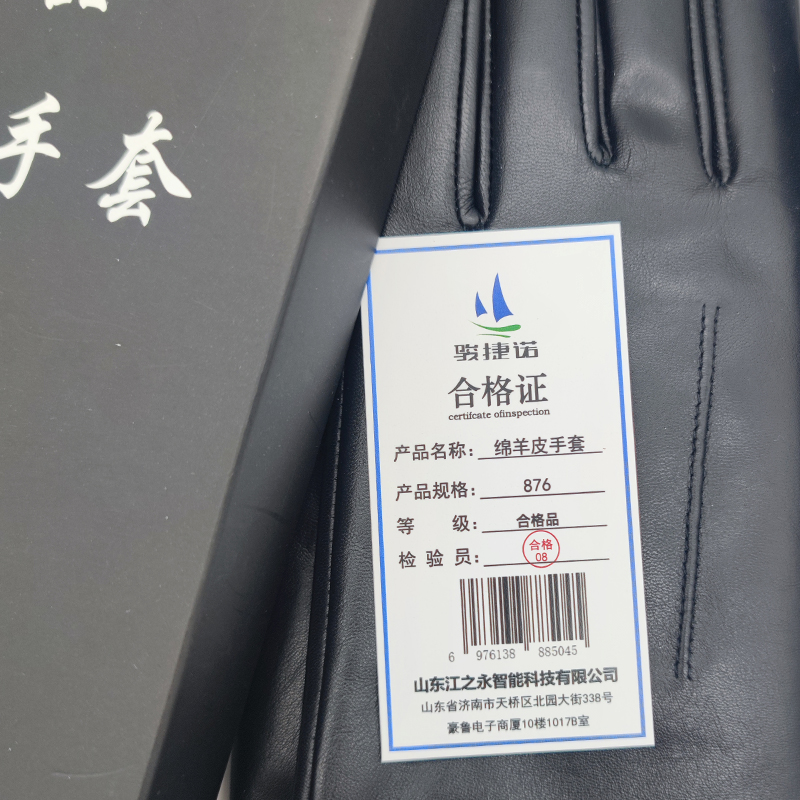 手套
骏捷诺
合格证
certifcate ofinspection
产品名称：绵羊皮手套
产品规格：876
等 级：合格品
检 验 员：合格 08
6 976138 885045
山东江之永智能科技有限公司
山东省济南市天桥区北园大街338号
豪鲁电子商厦10楼1017B室